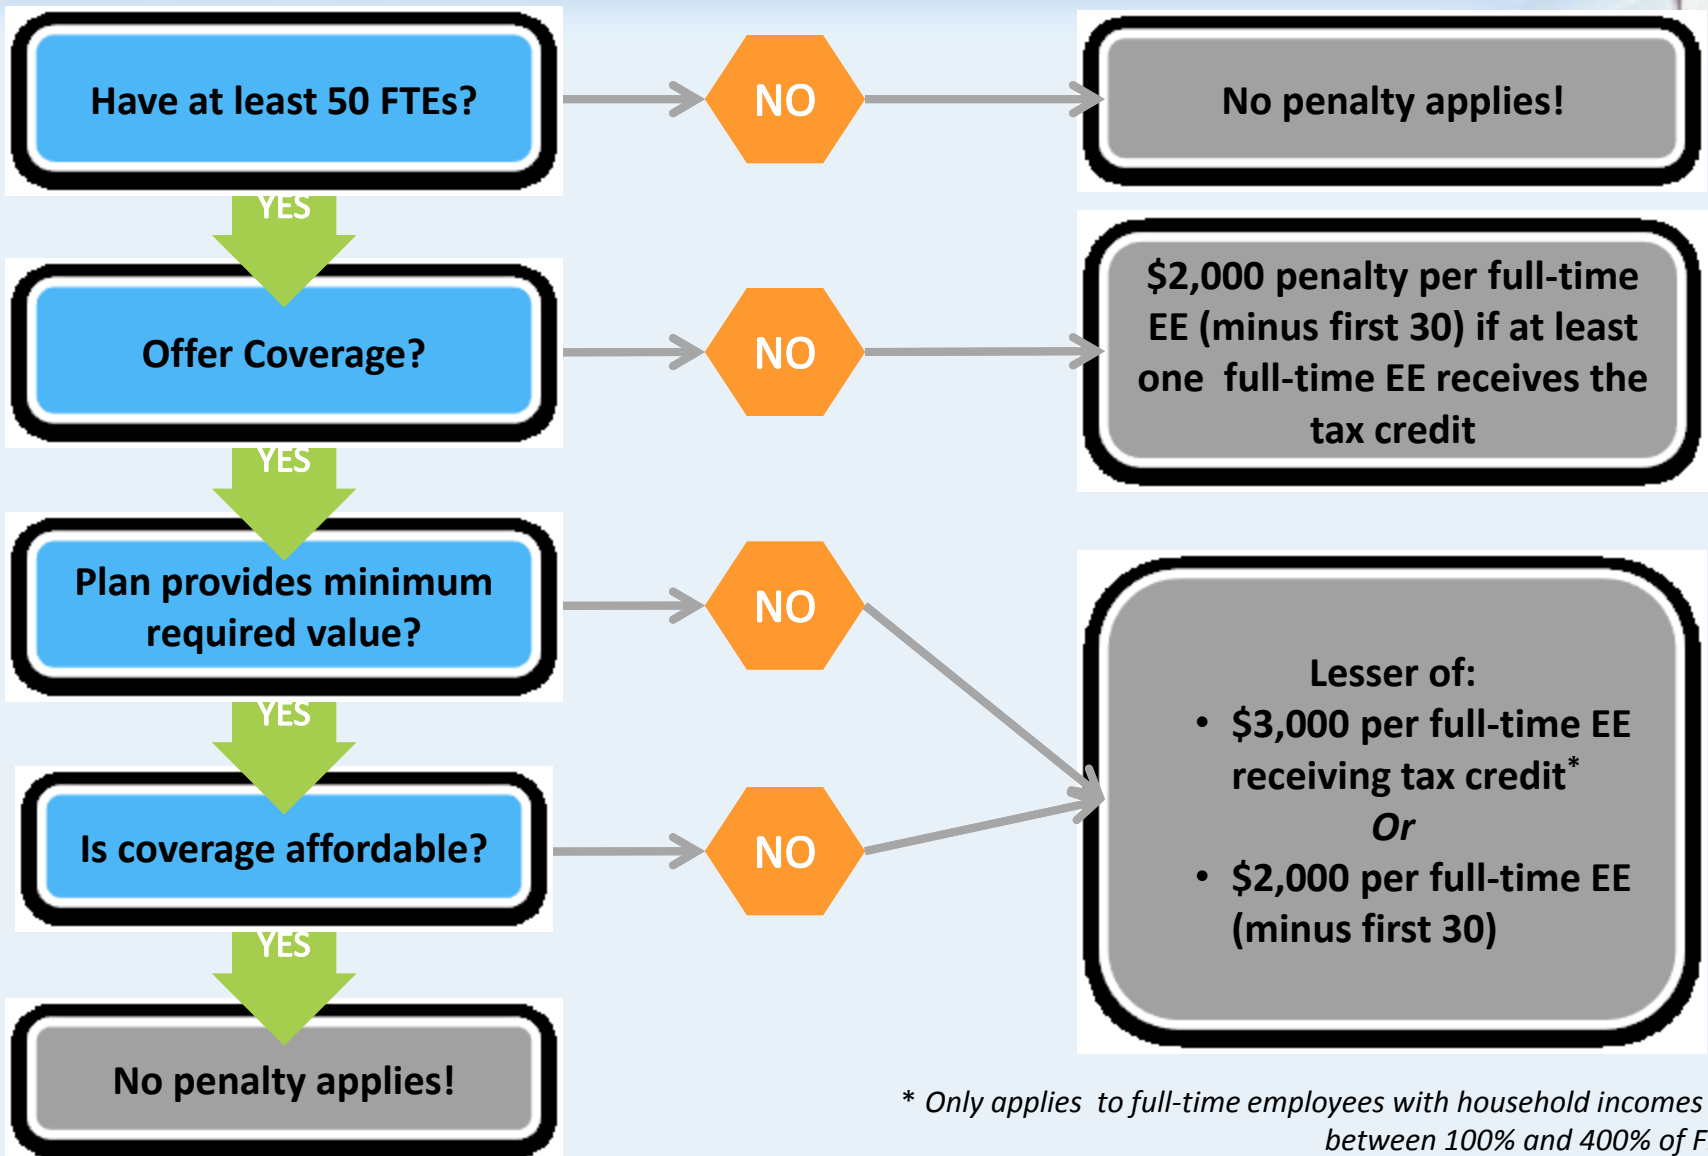 Have at least 50 FTEs?
NO
No penalty applies!
YES
Offer Coverage?
NO
$2,000 penalty per full-time
EE (minus first 30) if at least
one full-time EE receives the
tax credit
YES
Plan provides minimum
required value?
NO
Lesser of:
• $3,000 per full-time EE
receiving tax credit*
Or
• $2,000 per full-time EE
(minus first 30)
YES
Is coverage affordable?
NO
YES
No penalty applies!
* Only applies to full-time employees with household incomes
between 100% and 400% of F